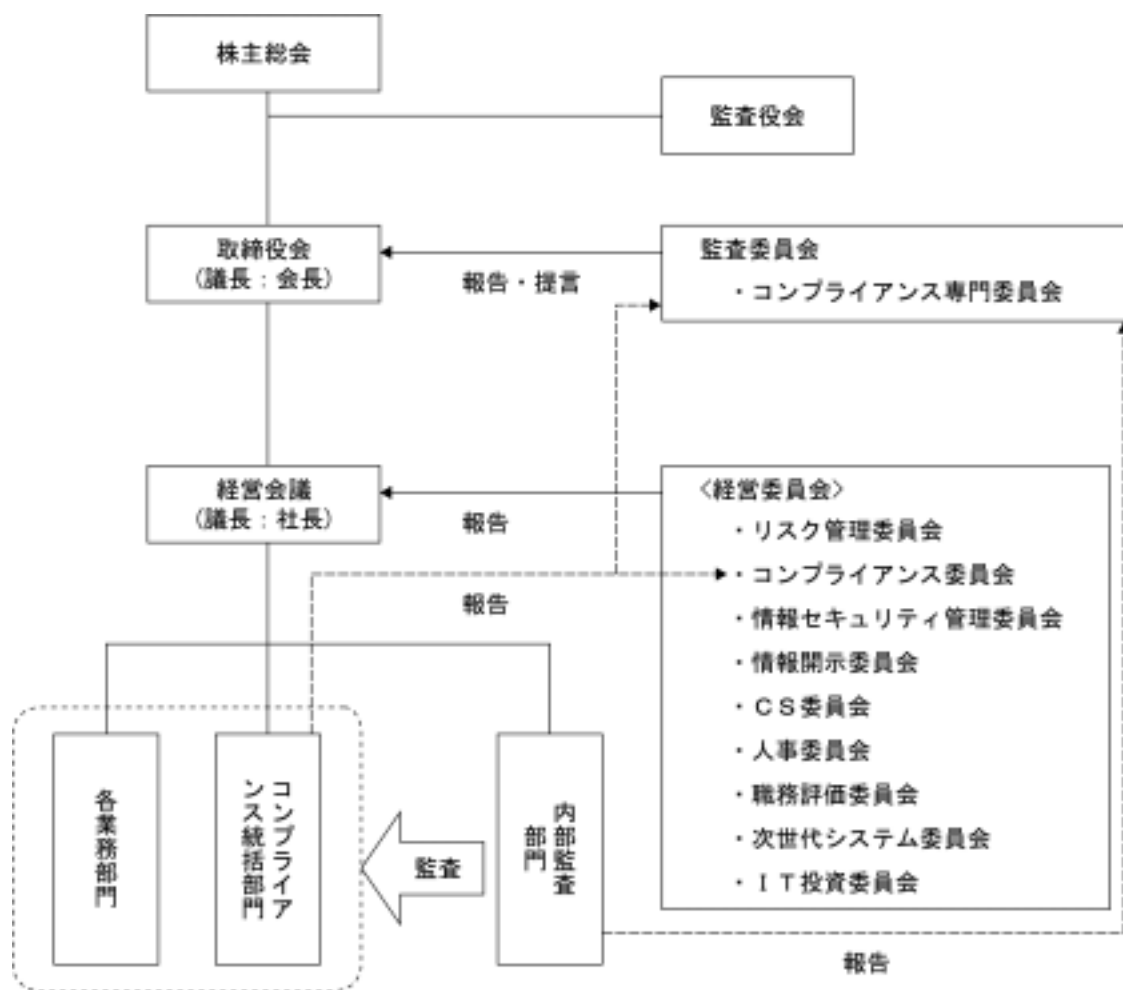 株主総会
監査役会
取締役会
(議長：会長)
報告・提言
監査委員会
・コンプライアンス専門委員会
経営会議
(議長：社長)
報告
報告
〈経営委員会〉
・リスク管理委員会
・コンプライアンス委員会
・情報セキュリティ管理委員会
・情報開示委員会
・ＣＳ委員会
・人事委員会
・職務評価委員会
・次世代システム委員会
・ＩＴ投資委員会
各業務部門
コンプライア
ンス統括部門
監査
内部監査
部門
報告